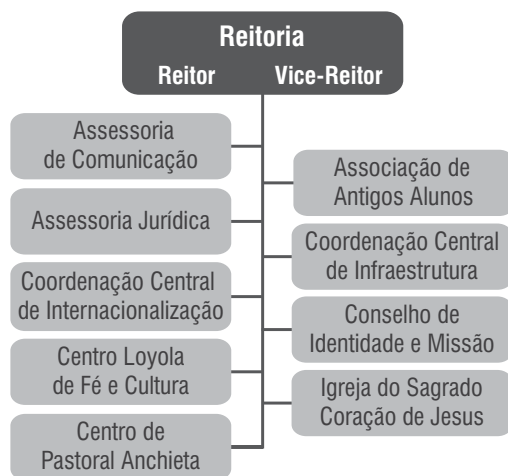 Reitoria
Reitor Vice-Reitor
Assessoria
de Comunicação
Assessoria Jurídica
Coordenação Central
de Internacionalização
Centro Loyola
de Fé e Cultura
Centro de
Pastoral Anchieta
Associação de
Antigos Alunos
Coordenação Central
de Infraestrutura
Conselho de
Identidade e Missão
Igreja do Sagrado
Coração de Jesus